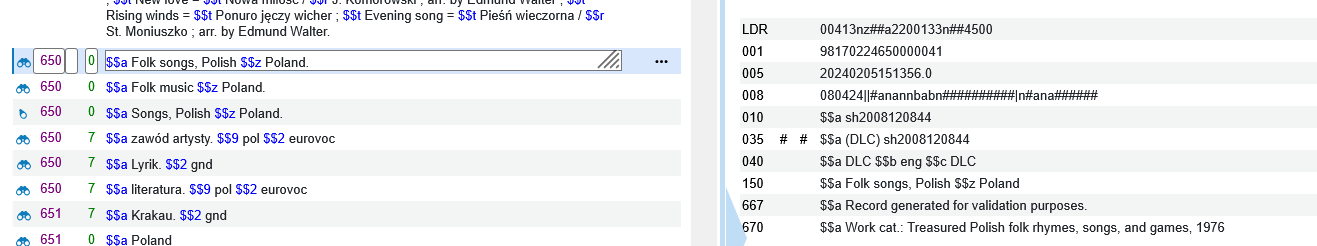 ; $$t New love = $$t Nowa miłość / $$r J. Komorowski ; arr. by Edmund Walter ; $$t
Rising winds = $$t Ponuro jęczy wicher ; $$t Evening song = $$t Pieśń wieczorna / $$r
St. Moniuszko ; arr. by Edmund Walter.
650 0 $$a Folk songs, Polish $$z Poland.
650 0 $$a Folk music $$z Poland.
650 0 $$a Songs, Polish $$z Poland.
650 7 $$a zawód artysty. $$9 pol $$2 eurovoc
650 7 $$a Lyrik. $$2 gnd
650 7 $$a literatura. $$9 pol $$2 eurovoc
651 7 $$a Krakau. $$2 gnd
651 0 $$a Poland
LDR 00413nz##a2200133n##4500
001 98170224650000041
005 20240205151356.0
008 080424||#anannbabn##########|n#ana######
010 $$a sh2008120844
035 # # $$a (DLC) sh2008120844
040 $$a DLC $$b eng $$c DLC
150 $$a Folk songs, Polish $$z Poland
667 $$a Record generated for validation purposes.
670 $$a Work cat.: Treasured Polish folk rhymes, songs, and games, 1976